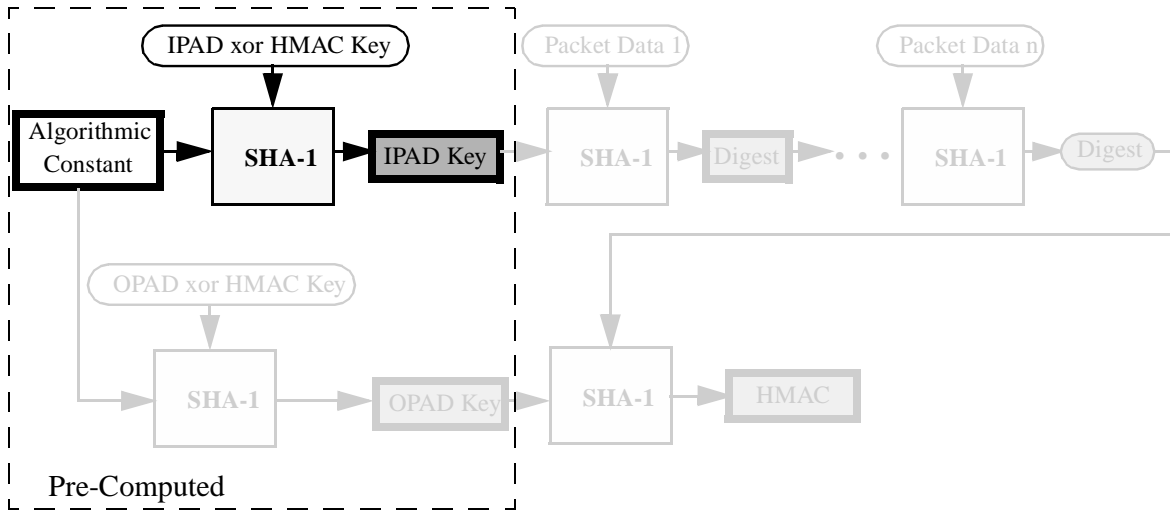 IPAD xor HMAC Key
Packet Data 1
Packet Data n
Algorithmic
Constant
SHA-1
IPAD Key
SHA-1
Digest
• • •
SHA-1
Digest
OPAD xor HMAC Key
SHA-1
OPAD Key
SHA-1
HMAC
Pre-Computed